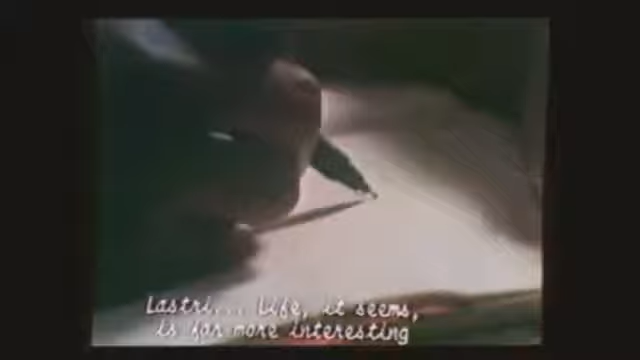 Lastri... Life, it seems,
is far more interesting